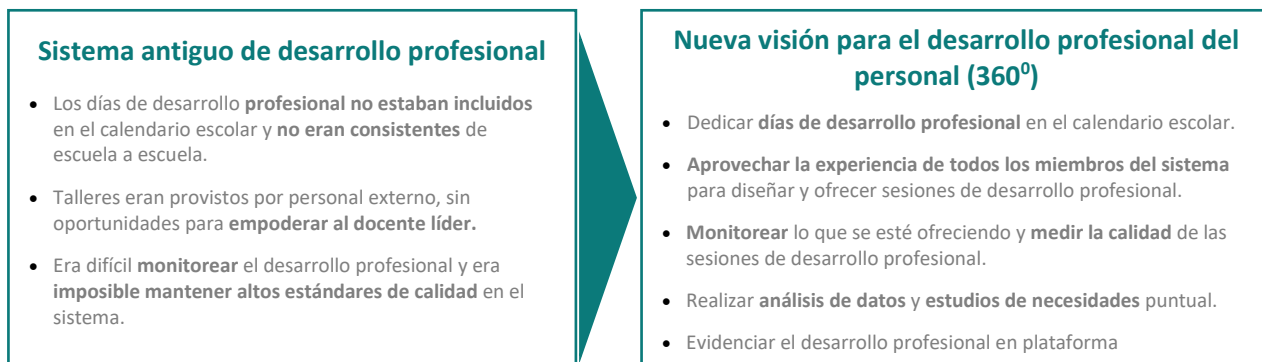 Sistema antiguo de desarrollo profesional
• Los días de desarrollo profesional no estaban incluidos
en el calendario escolar y no eran consistentes de
escuela a escuela.
• Talleres eran provistos por personal externo, sin
oportunidades para empoderar al docente líder.
• Era difícil monitorear el desarrollo profesional y era
imposible mantener altos estándares de calidad en el
sistema.
Nueva visión para el desarrollo profesional del
personal (360⁰)
• Dedicar días de desarrollo profesional en el calendario escolar.
• Aprovechar la experiencia de todos los miembros del sistema
para diseñar y ofrecer sesiones de desarrollo profesional.
• Monitorear lo que se esté ofreciendo y medir la calidad de las
sesiones de desarrollo profesional.
• Realizar análisis de datos y estudios de necesidades puntual.
• Evidenciar el desarrollo profesional en plataforma